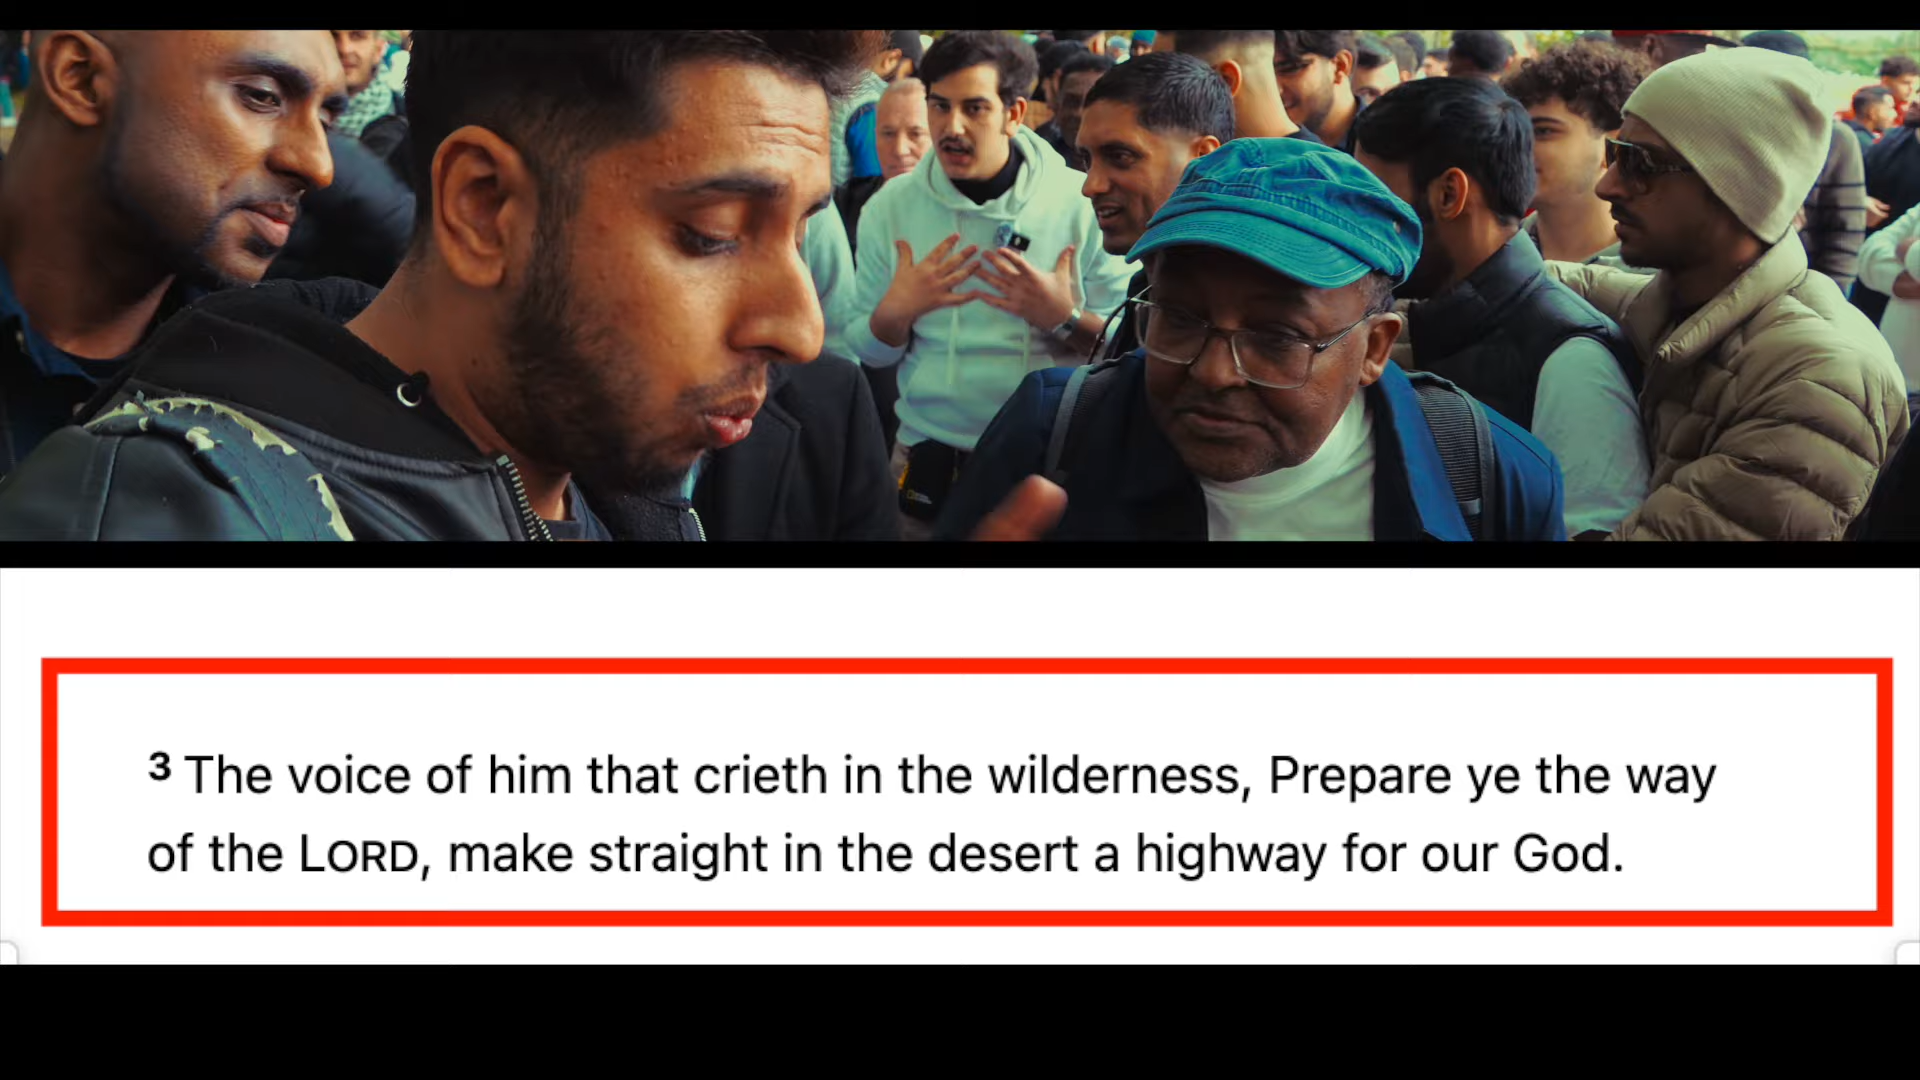 3 The voice of him that crieth in the wilderness, Prepare ye the way
of the LORD, make straight in the desert a highway for our God.